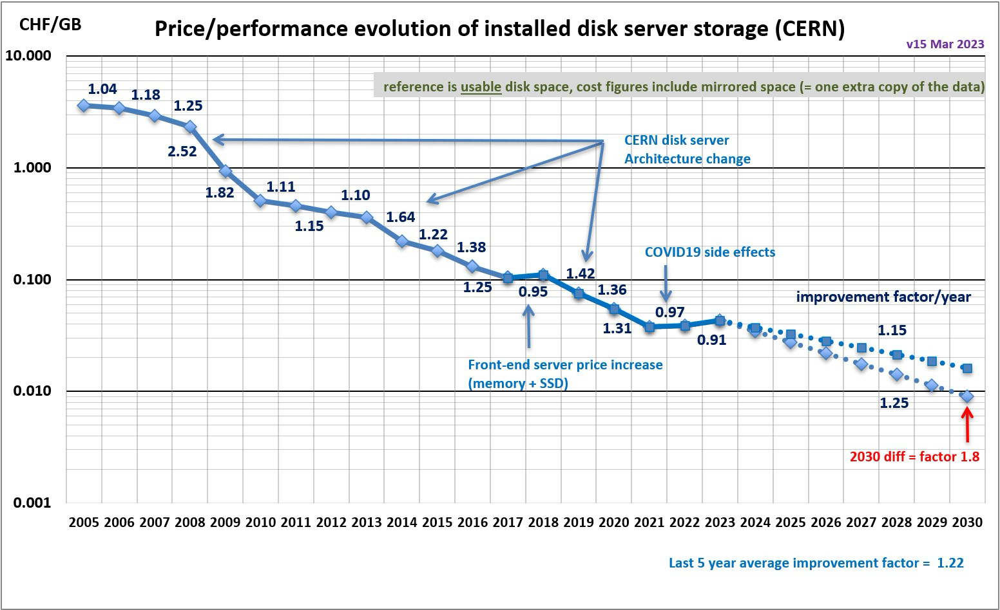 CHF/GB
Price/performance evolution of installed disk server storage (CERN)
v15 Mar 2023
10.000
1.04
1.18
1.25
reference is usable disk space, cost figures include mirrored space (= one extra copy of the data)
CERN disk server
Architecture change
2.52
1.000
1.82
1.11
1.10
1.15
1.64
1.22
1.38
COVID19 side effects
0.100
1.25
0.95
1.42
1.36
improvement factor/year
0.97
1.31
0.91
1.15
Front-end server price increase
(memory + SSD)
0.010
1.25
2030 diff = factor 1.8
0.001
2005 2006 2007 2008 2009 2010 2011 2012 2013 2014 2015 2016 2017 2018 2019 2020 2021 2022 2023 2024 2025 2026 2027 2028 2029 2030
Last 5 year average improvement factor = 1.22